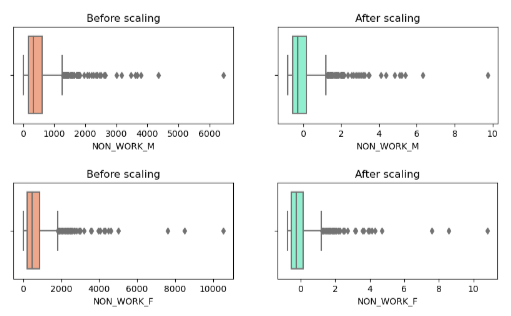 Before scaling
After scaling
0 1000 2000 3000 4000 5000 6000
0 2 4 6 8 10
NON_WORK_M
NON_WORK_M
Before scaling
After scaling
0 2000 4000 6000 8000 10000
0 2 4 6 8 10
NON_WORK_F
NON_WORK_F